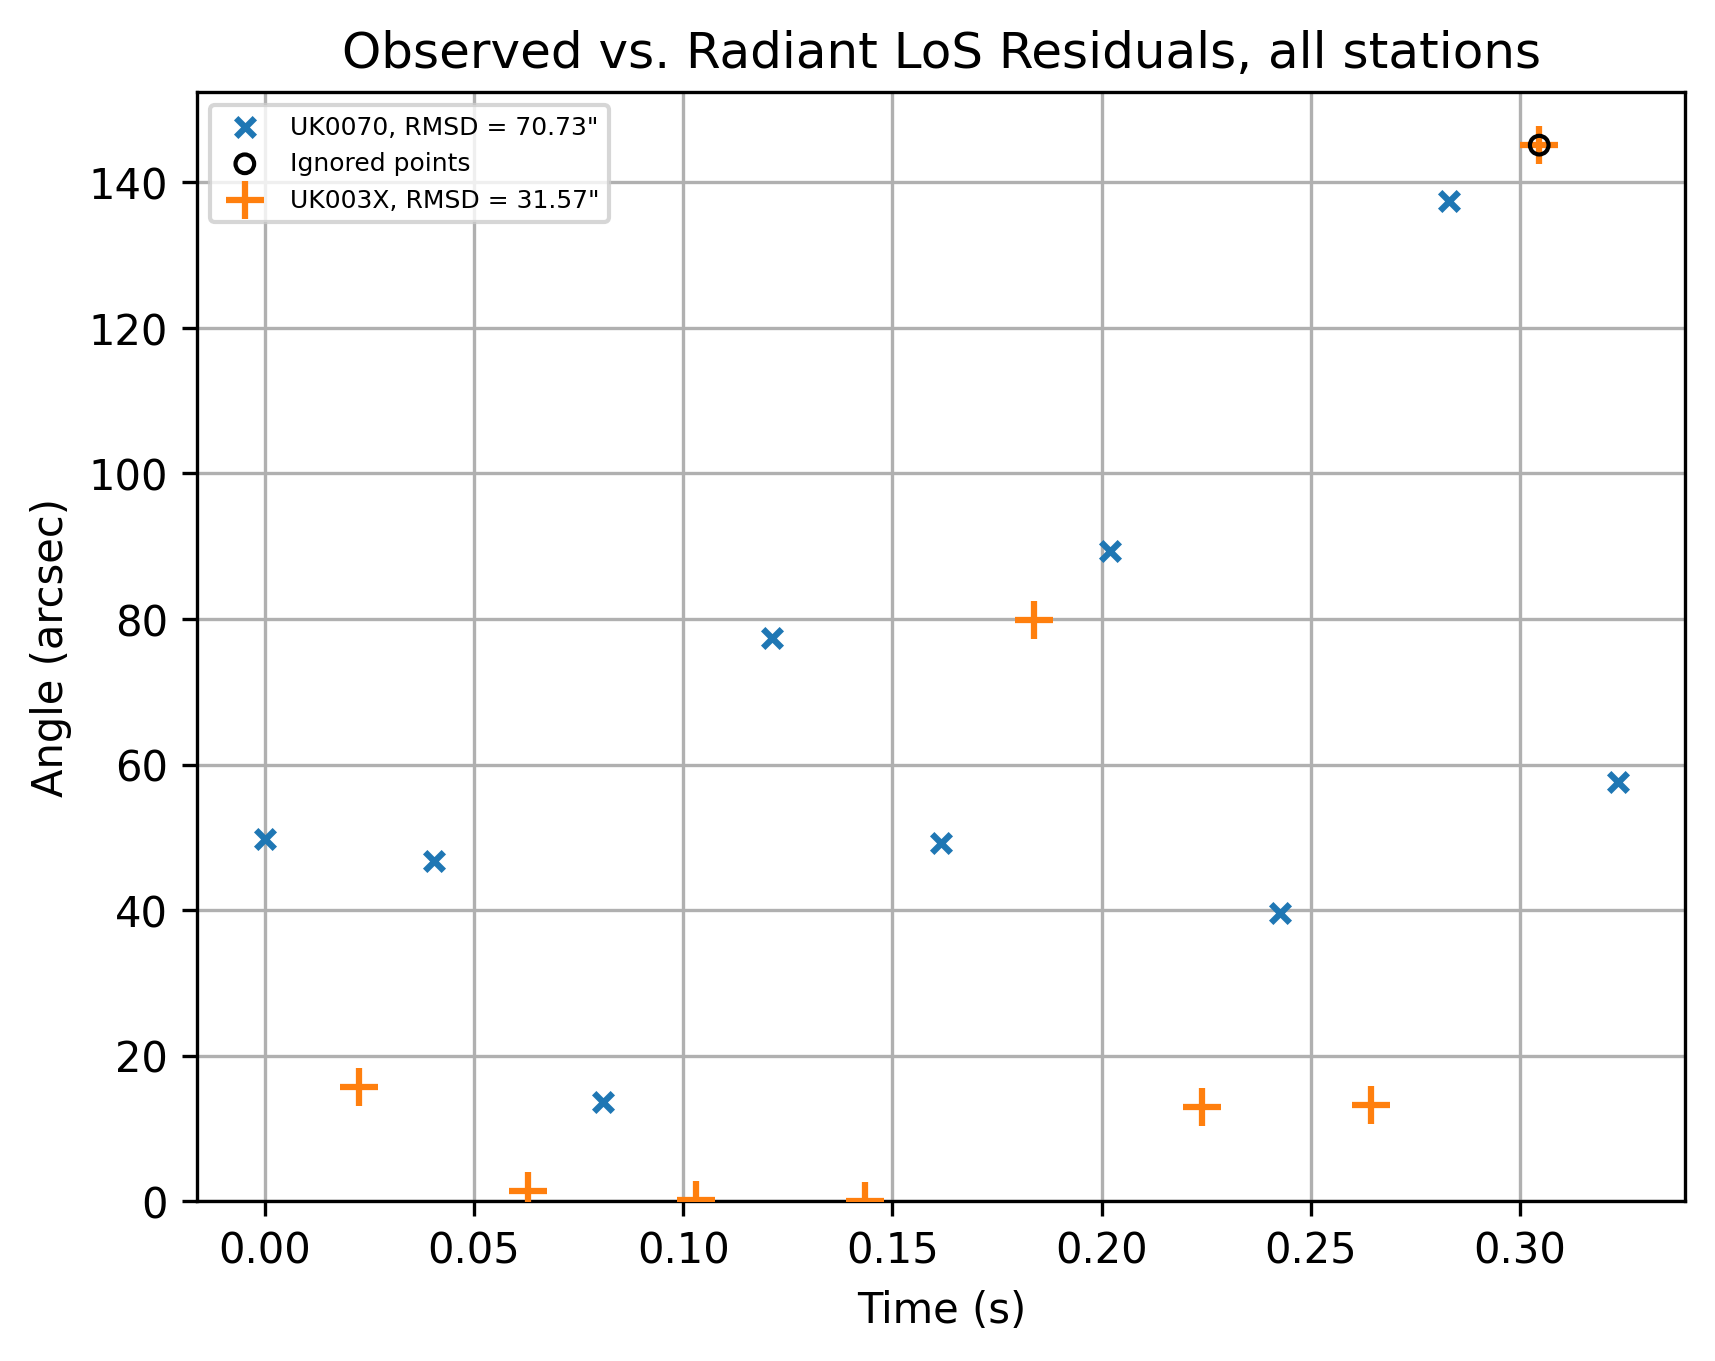 Observed vs. Radiant LoS Residuals, all stations
UK0070, RMSD = 70.73"
Ignored points
UK003X, RMSD = 31.57"
140
120
100
80
60
40
20
0
Angle (arcsec)
0.00 0.05 0.10 0.15 0.20 0.25 0.30
Time (s)